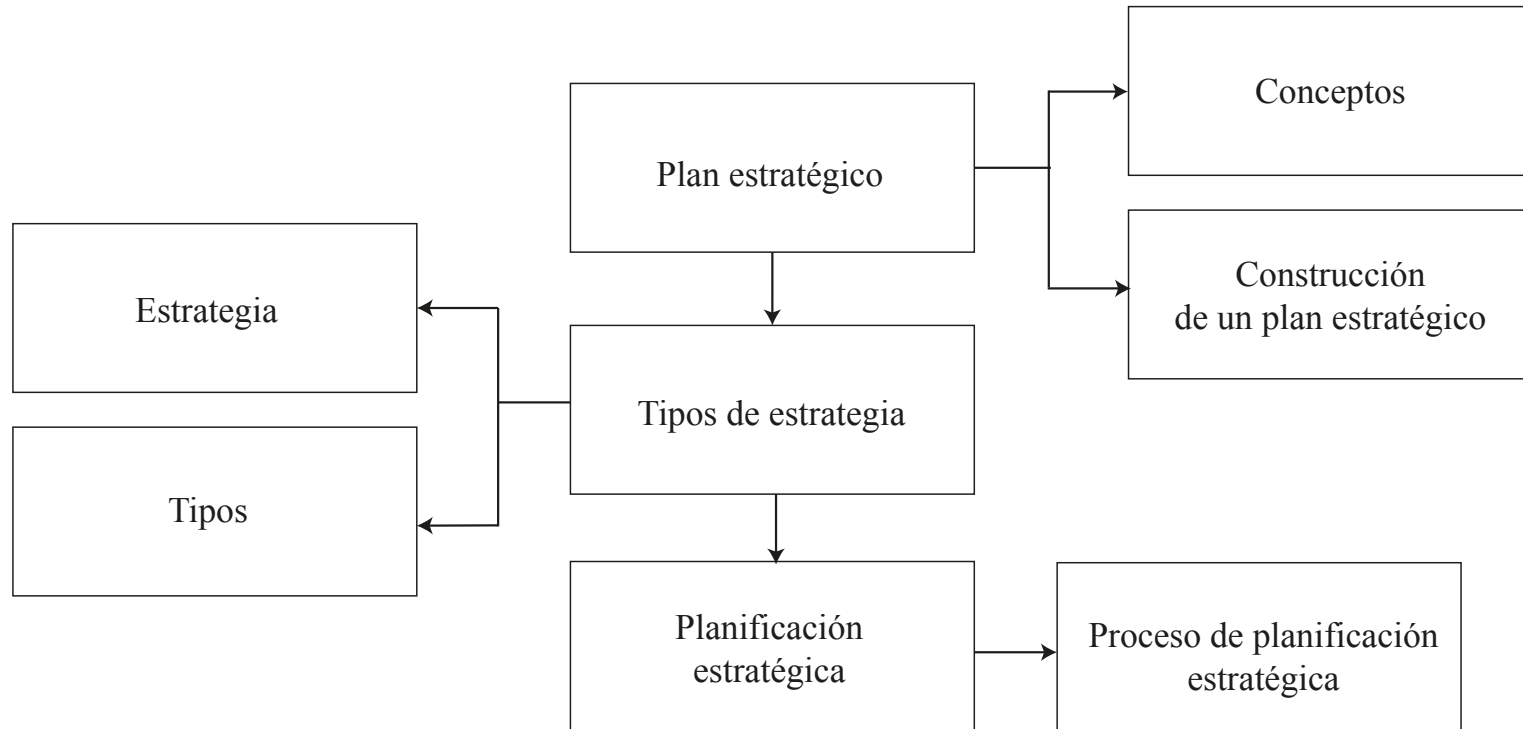 Conceptos
Plan estratégico
Construcción
de un plan estratégico
Estrategia
Tipos de estrategia
Tipos
Planificación
estratégica
Proceso de planificación
estratégica